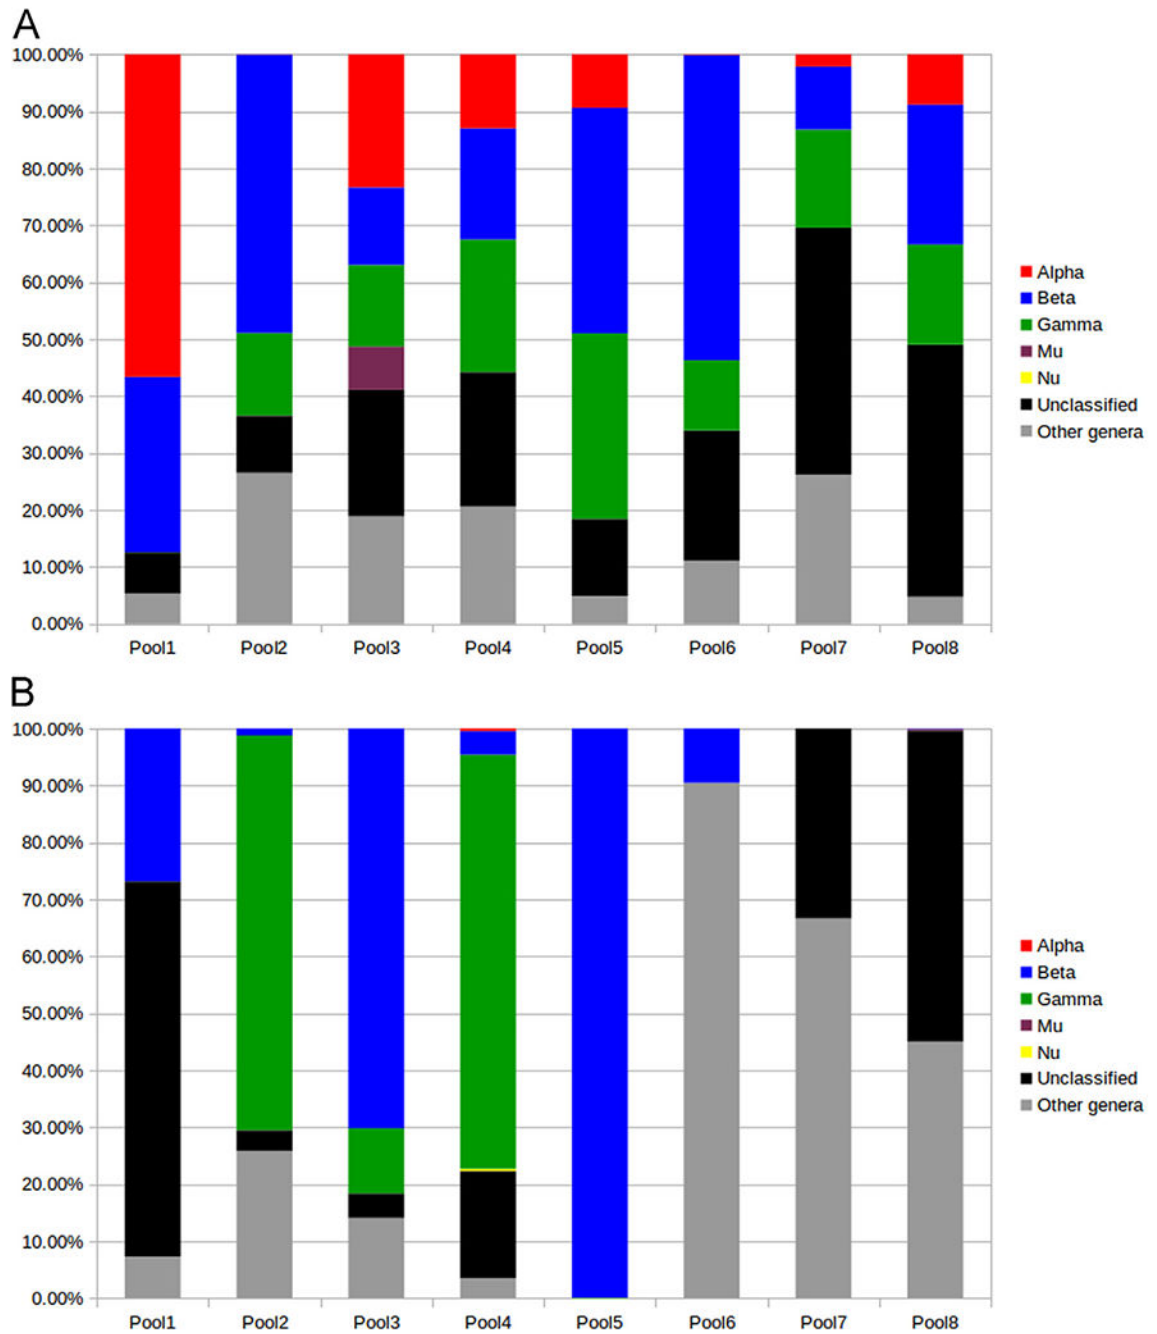 A
100.00%
90.00%
80.00%
70.00%
60.00%
50.00%
40.00%
30.00%
20.00%
10.00%
0.00%
Pool1 Pool2 Pool3 Pool4 Pool5 Pool6 Pool7 Pool8
Alpha
Beta
Gamma
Mu
Nu
Unclassified
Other genera
B
100.00%
90.00%
80.00%
70.00%
60.00%
50.00%
40.00%
30.00%
20.00%
10.00%
0.00%
Pool1 Pool2 Pool3 Pool4 Pool5 Pool6 Pool7 Pool8
Alpha
Beta
Gamma
Mu
Nu
Unclassified
Other genera